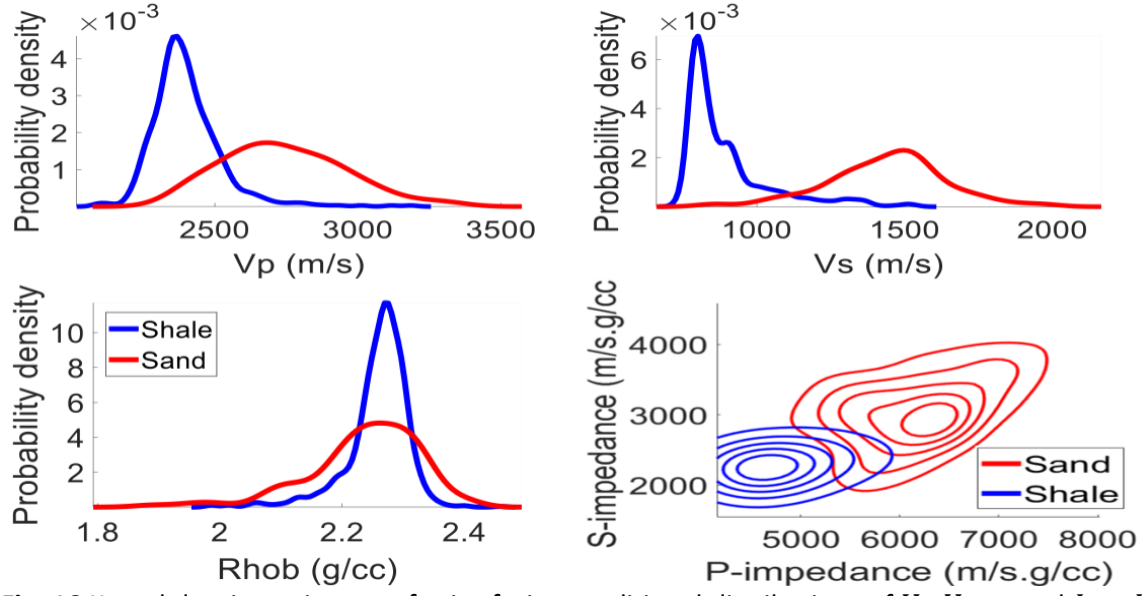 ×10⁻³
Probability density
4
3
2
1
2500 3000 3500
Vp (m/s)
×10⁻³
Probability density
6
4
2
1000 1500 2000
Vs (m/s)
Probability density
10
8
6
4
2
Shale
Sand
1.8 2 2.2 2.4
Rhob (g/cc)
S-impedance (m/s.g/cc
4000
3000
2000
Sand
Shale
5000 6000 7000 8000
P-impedance (m/s.g/cc)